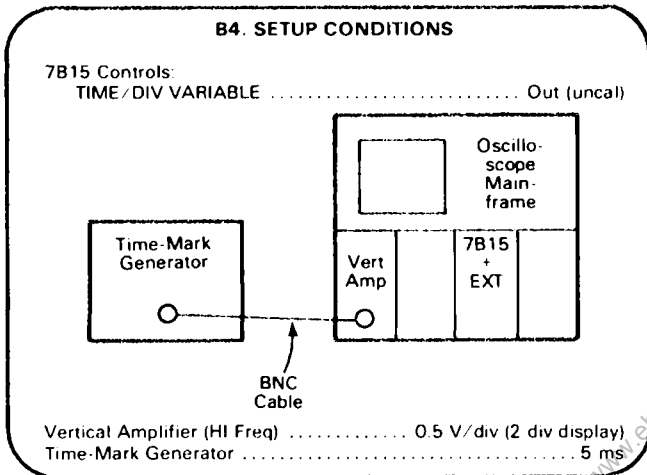 B4. SETUP CONDITIONS
7B15 Controls:
TIME/DIV VARIABLE .......................... Out (uncal)
Oscillo-
scope
Main-
frame
Time-Mark
Generator
Vert
Amp
7B15
+
EXT
BNC
Cable
Vertical Amplifier (HI Freq) ............ 0.5 V/div (2 div display)
Time-Mark Generator .................................... 5 ms